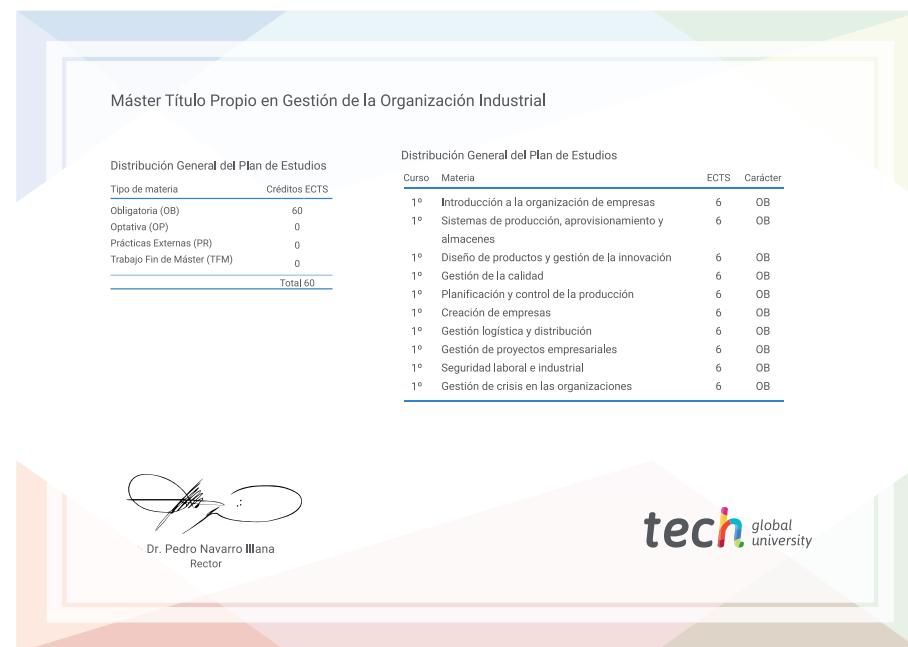 Máster Título Propio en Gestión de la Organización Industrial
Distribución General del Plan de Estudios
Tipo de materia Créditos ECTS
Obligatoria (OB) 60
Optativa (OP) 0
Prácticas Externas (PR) 0
Trabajo Fin de Máster (TFM) 0
Total 60
Distribución General del Plan de Estudios
Curso Materia ECTS Carácter
1º Introducción a la organización de empresas 6 OB
1º Sistemas de producción, aprovisionamiento y 6 OB
almacenes
1º Diseño de productos y gestión de la innovación 6 OB
1º Gestión de la calidad 6 OB
1º Planificación y control de la producción 6 OB
1º Creación de empresas 6 OB
1º Gestión logística y distribución 6 OB
1º Gestión de proyectos empresariales 6 OB
1º Seguridad laboral e industrial 6 OB
1º Gestión de crisis en las organizaciones 6 OB
Dr. Pedro Navarro Illana
Rector
tech global
university